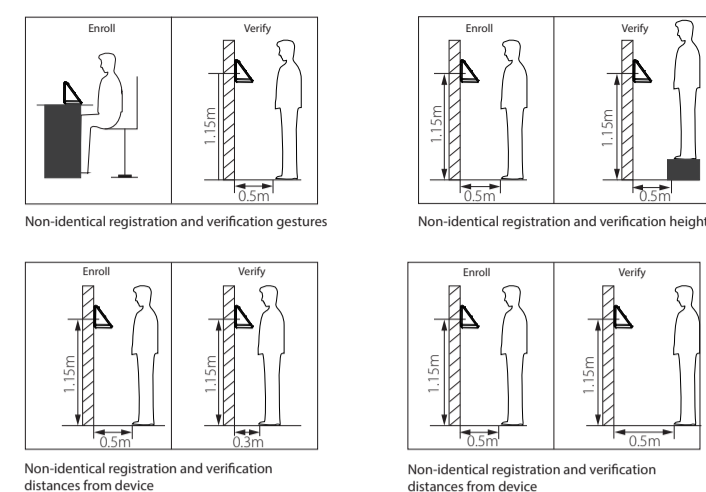 Enroll
Verify
1.15m
0.5m
Non-identical registration and verification gestures
Enroll
Verify
1.15m
1.15m
0.5m
0.5m
Non-identical registration and verification height
Enroll
Verify
1.15m
1.15m
0.5m
0.3m
Non-identical registration and verification
distances from device
Enroll
Verify
1.15m
1.15m
0.5m
0.5m
Non-identical registration and verification
distances from device